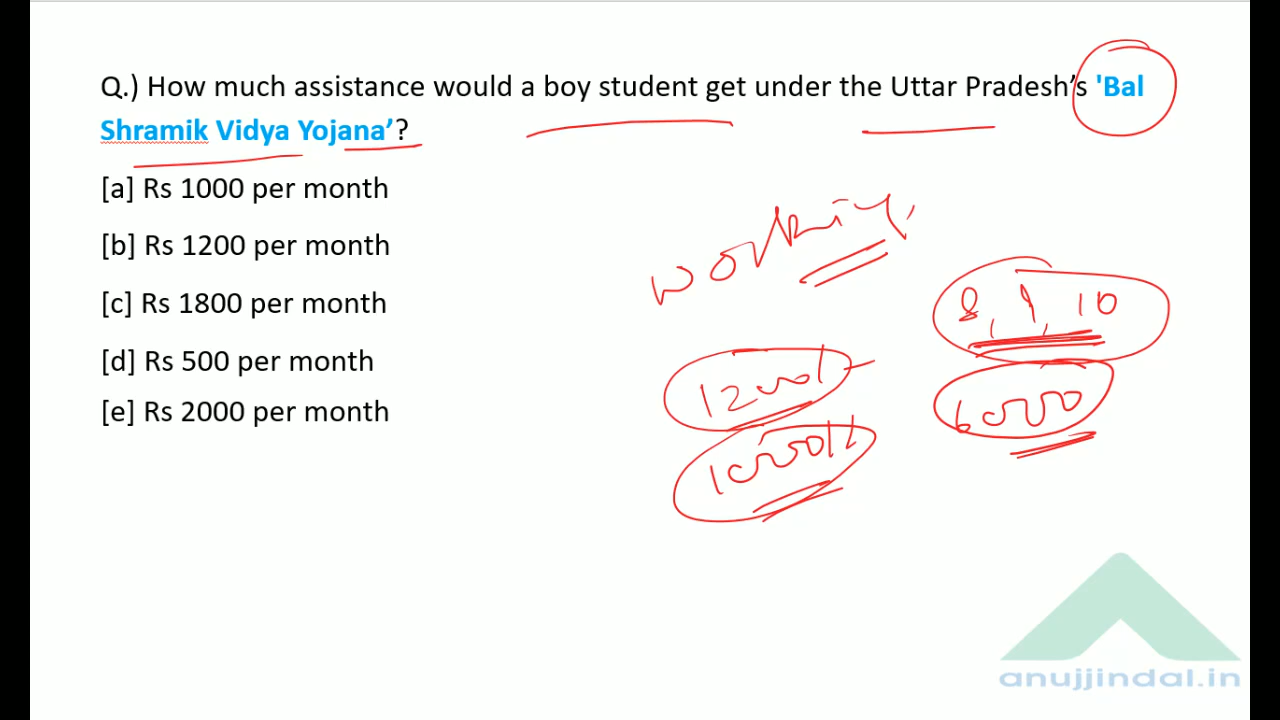 Q.) How much assistance would a boy student get under the Uttar Pradesh’s 'Bal
Shramik Vidya Yojana’?
[a] Rs 1000 per month
[b] Rs 1200 per month
[c] Rs 1800 per month
[d] Rs 500 per month
[e] Rs 2000 per month
working
8, 9, 10
1200/-
6000
1000/-
anujjindal.in